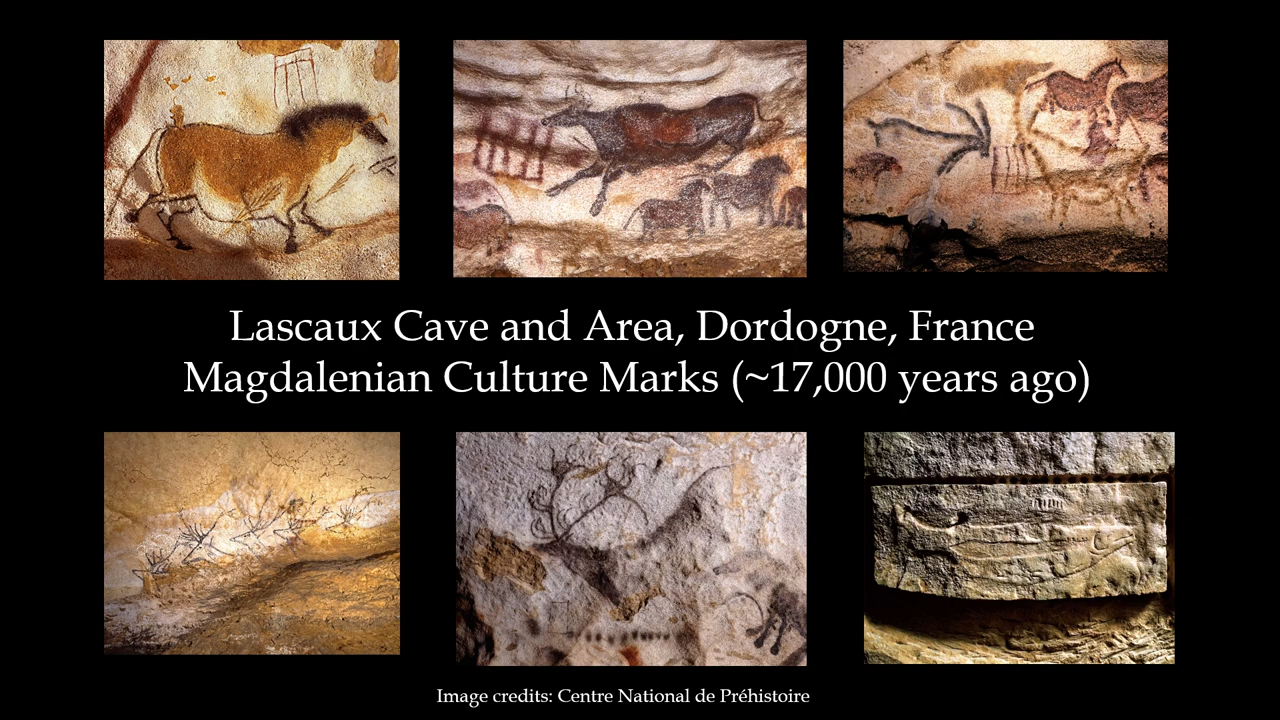 Lascaux Cave and Area, Dordogne, France
Magdalenian Culture Marks (~17,000 years ago)
Image credits: Centre National de Préhistoire